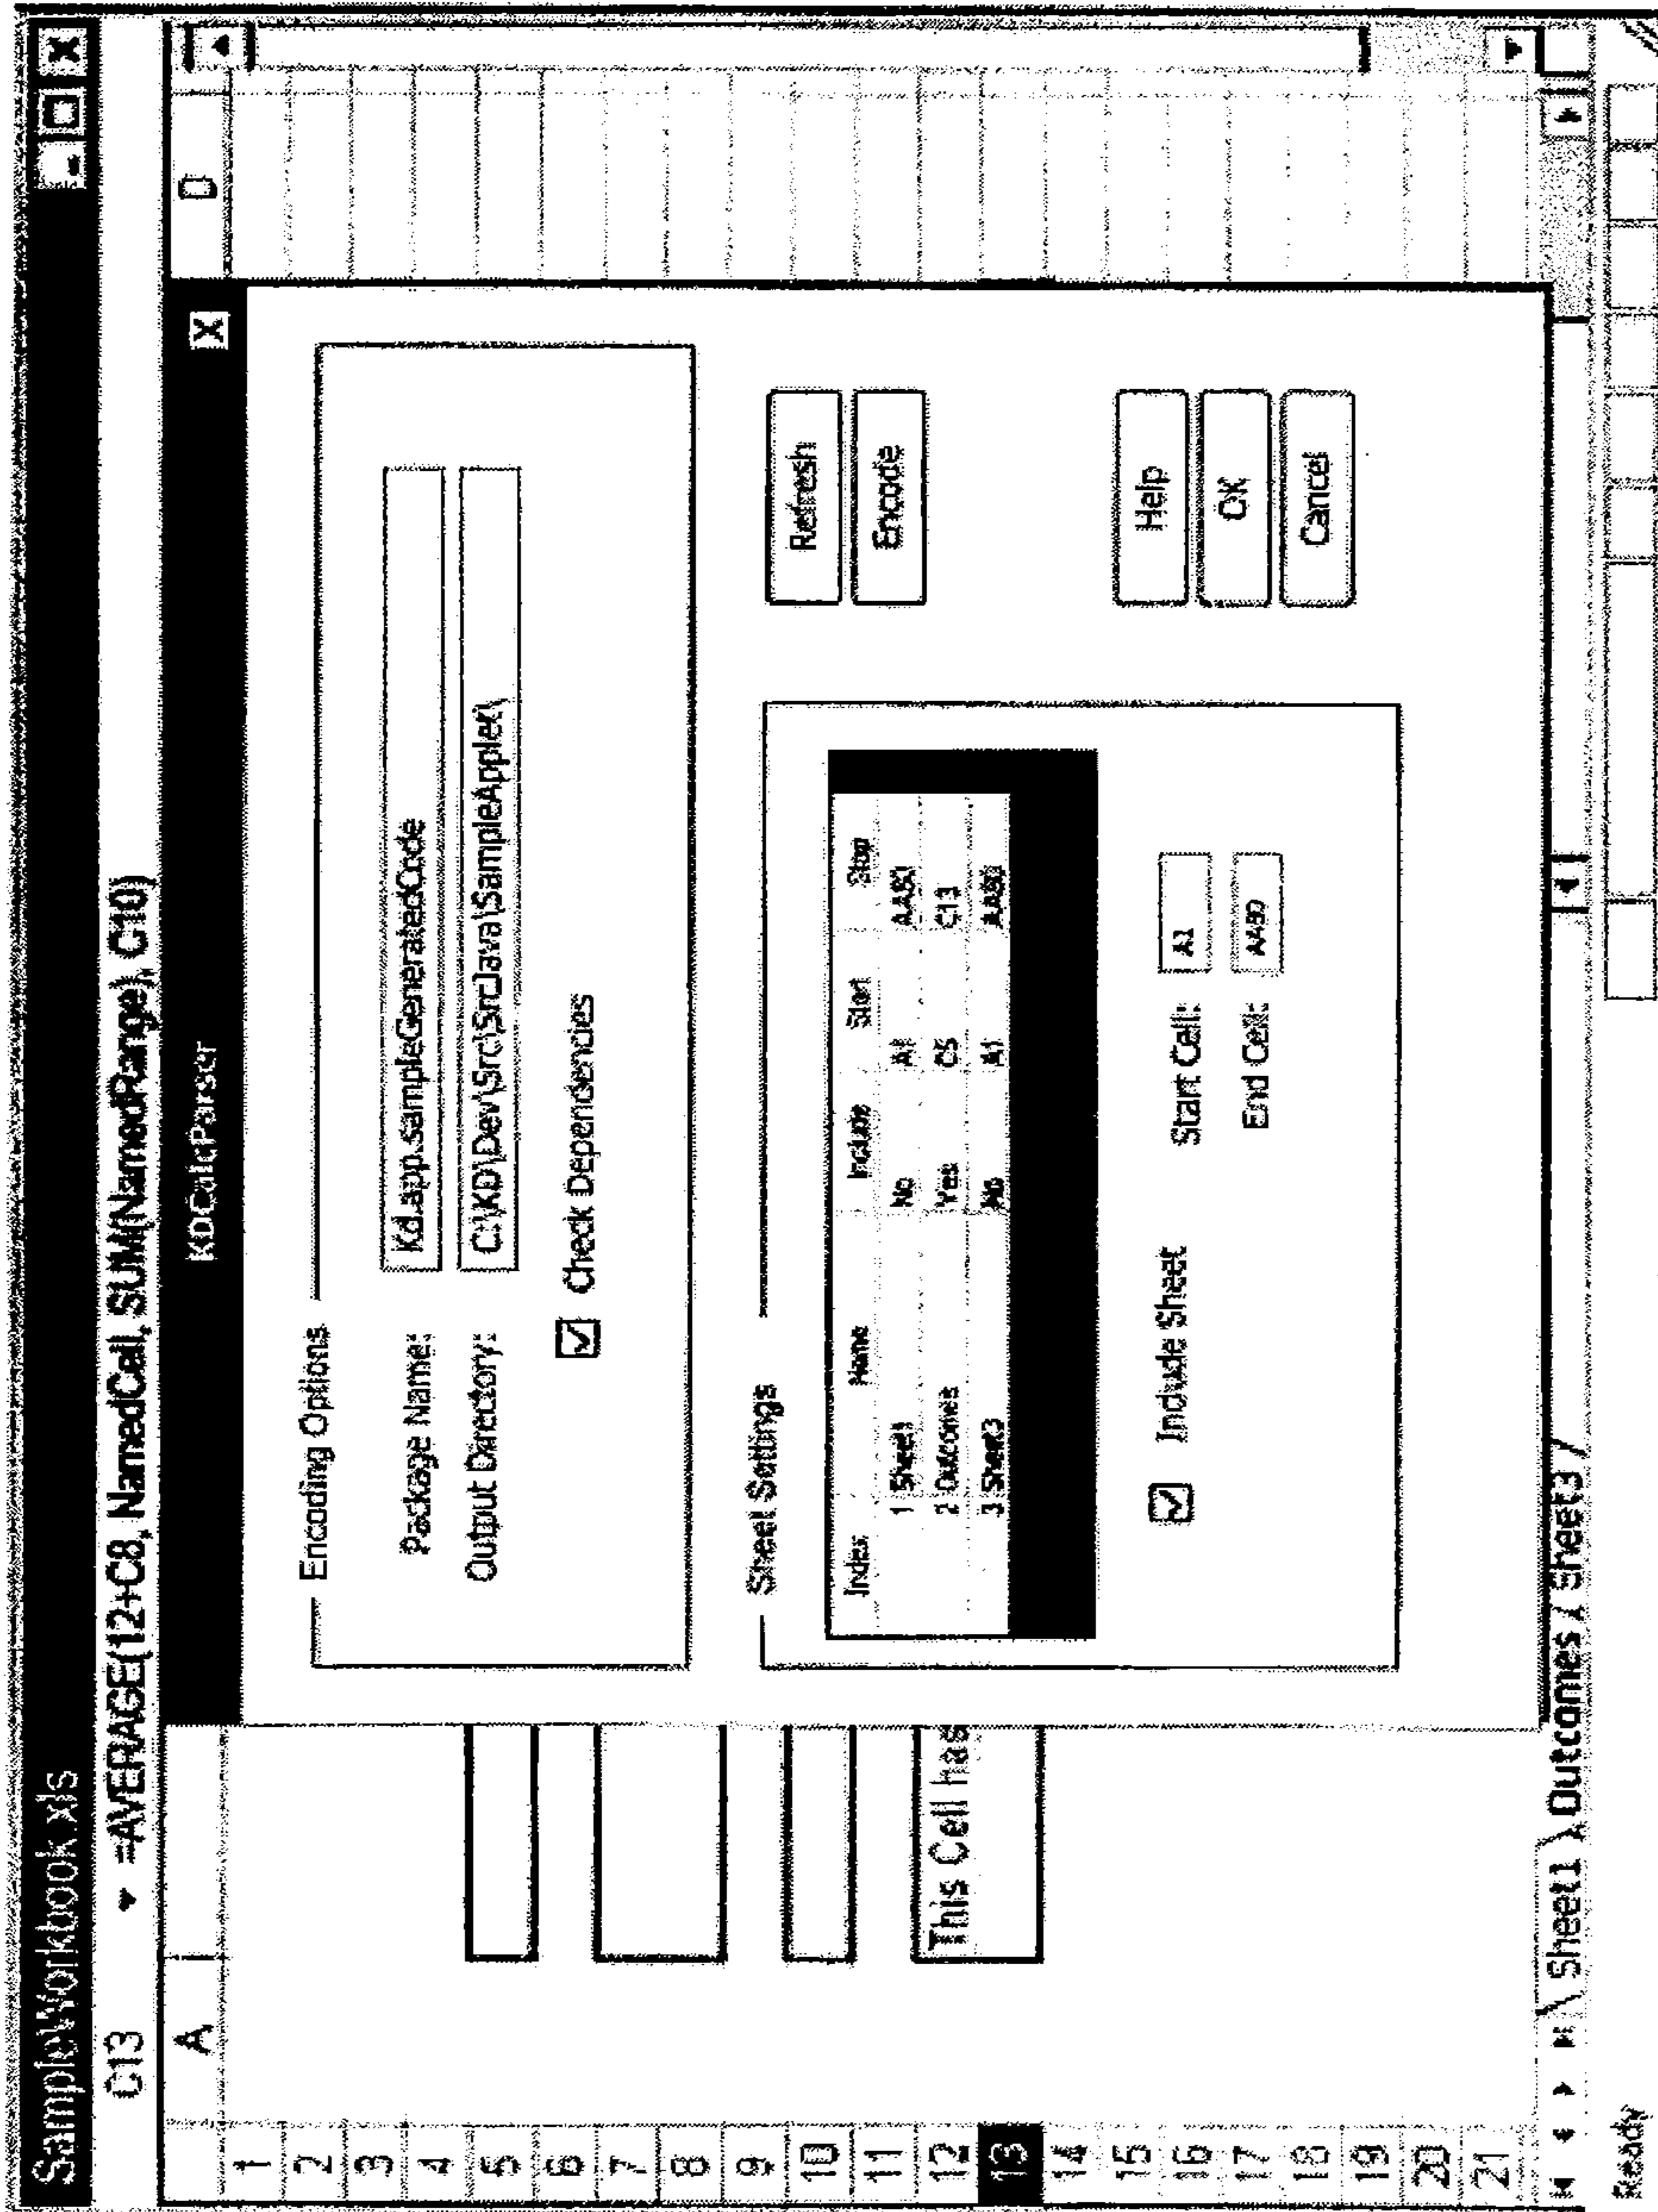 SampleWorkbook.xls
C13 =AVERAGE(12+C8, NamedCell, SUM(NamedRange), C10)
A D
KDCalcParser X
1
2
3
4
5
6
7
8
9
10
11
12
13
14
15
16
17
18
19
20
21
This Cell has
Encoding Options
Package Name: Kd.app.sampleGeneratedCode
Output Directory: C:\KD\Dev\Src\SrcJava\SampleApplet\
Check Dependencies
Sheet Settings
Index Name Include Start Stop
1 Sheet1 No A1
2 Outcomes Yes C5 C13
3 Sheet3 No A1
Include Sheet
Start Cell: A1
End Cell:
Refresh
Encode
Help
OK
Cancel
Sheet1 Outcomes Sheet3
Ready